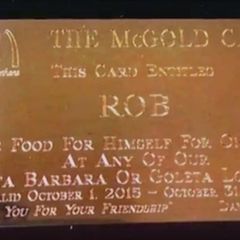 THE MCGOLD CA
THIS CARD ENTITLED
ROB
FOOD FOR HIMSELF FOR
AT ANY OF OUR
TA BARBARA OR GOLETA LO
LID OCTOBER 1, 2015 – OCTOBER 31
YOU FOR YOUR FRIENDSHIP" DA